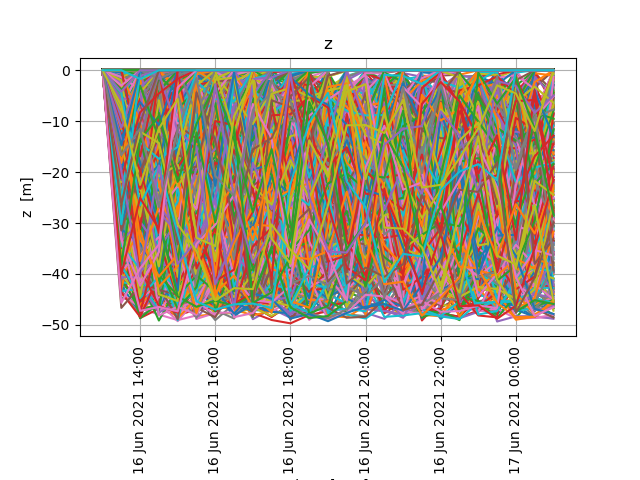 z
0
−10
−20
−30
−40
−50
z [m]
16 Jun 2021 14:00
16 Jun 2021 16:00
16 Jun 2021 18:00
16 Jun 2021 20:00
16 Jun 2021 22:00
17 Jun 2021 00:00